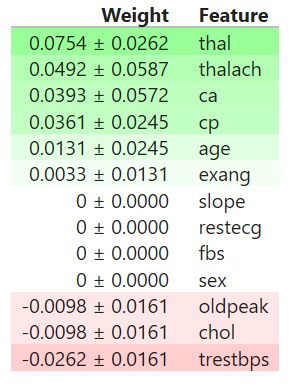 Weight Feature
0.0754 ± 0.0262 thal
0.0492 ± 0.0587 thalach
0.0393 ± 0.0572 ca
0.0361 ± 0.0245 cp
0.0131 ± 0.0245 age
0.0033 ± 0.0131 exang
0 ± 0.0000 slope
0 ± 0.0000 restecg
0 ± 0.0000 fbs
0 ± 0.0000 sex
-0.0098 ± 0.0161 oldpeak
-0.0098 ± 0.0161 chol
-0.0262 ± 0.0161 trestbps